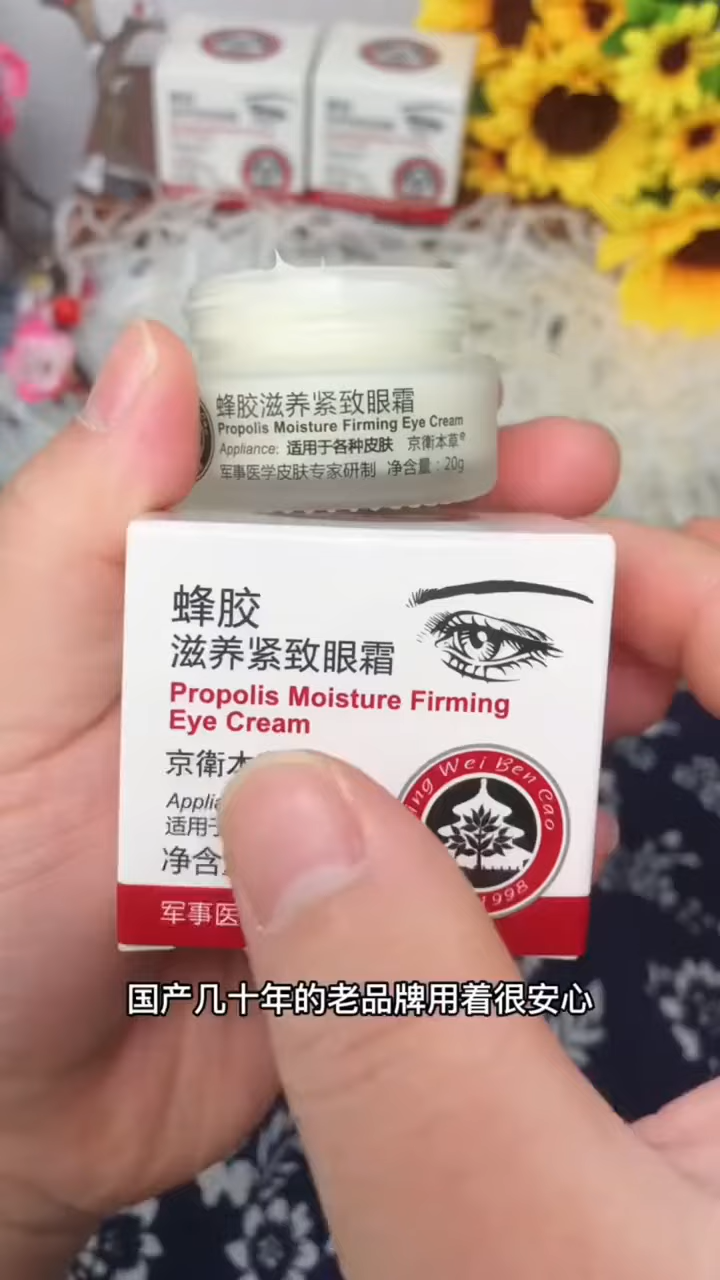 蜂胶滋养紧致眼霜
Propolis Moisture Firming Eye Cream
Appliance: 适用于各种皮肤 京衛本草®
军事医学皮肤专家研制 净含量:20g
蜂胶
滋养紧致眼霜
Propolis Moisture Firming
Eye Cream
京衛本
Applia
适用于
净含
军事医
ing Wei Ben Cao
1998
国产几十年的老品牌用着很安心